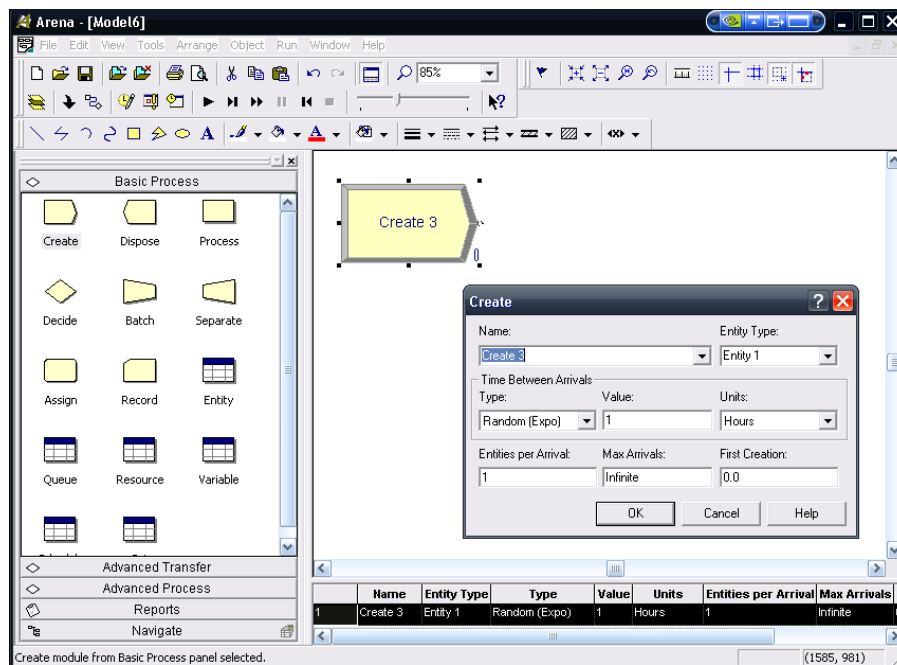 Arena - [Model6]
File Edit View Tools Arrange Object Run Window Help
85%
A A
Basic Process
Create Dispose Process
Decide Batch Separate
Assign Record Entity
Queue Resource Variable
Advanced Transfer
Advanced Process
Reports
Navigate
Create 3
0
Create
Name: Entity Type:
Create 3 Entity 1
Time Between Arrivals
Type: Value: Units:
Random (Expo) 1 Hours
Entities per Arrival: Max Arrivals: First Creation:
1 Infinite 0.0
OK Cancel Help
Name Entity Type Type Value Units Entities per Arrival Max Arrivals
1 Create 3 Entity 1 Random (Expo) 1 Hours 1 Infinite
Create module from Basic Process panel selected. (1585, 981)